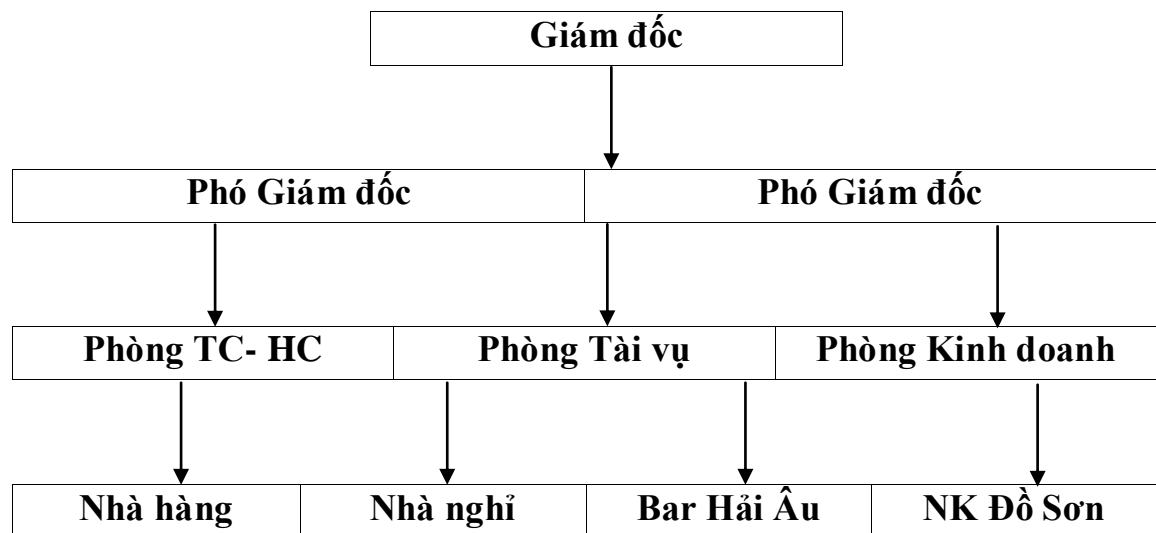 Giám đốc
Phó Giám đốc Phó Giám đốc
Phòng TC- HC Phòng Tài vụ Phòng Kinh doanh
Nhà hàng Nhà nghỉ Bar Hải Âu NK Đồ Sơn